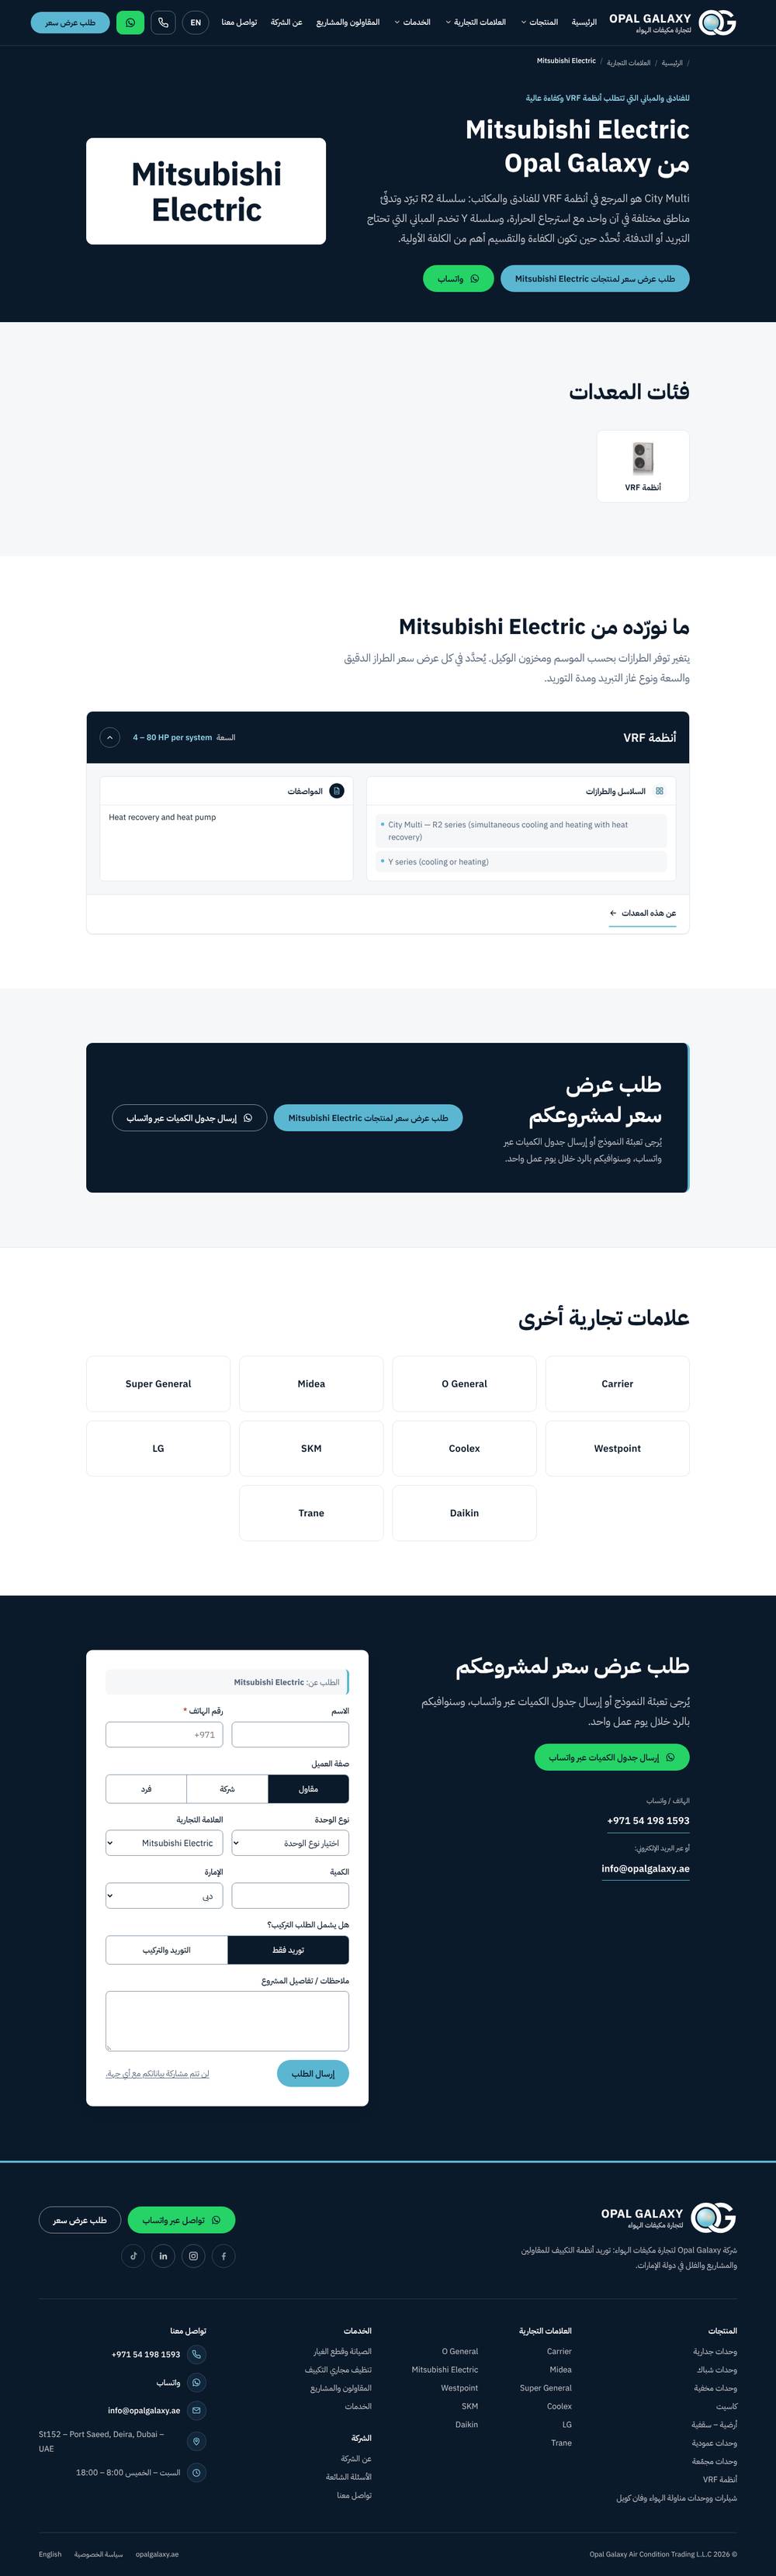 OPAL GALAXY
لتجارة مكيفات الهواء
الرئيسية
المنتجات
العلامات التجارية
الخدمات
المقاولون والمشاريع
عن الشركة
تواصل معنا
EN
طلب عرض سعر
/ الرئيسية / العلامات التجارية / Mitsubishi Electric
للفنادق والمباني التي تتطلب أنظمة VRF وكفاءة عالية
Mitsubishi Electric
من Opal Galaxy
City Multi هو المرجع في أنظمة VRF للفنادق والمكاتب: سلسلة R2 تبرّد وتدفّئ
مناطق مختلفة في آن واحد مع استرجاع الحرارة، وسلسلة Y تخدم المباني التي تحتاج
التبريد أو التدفئة. تُحدَّد حين تكون الكفاءة والتقسيم أهم من الكلفة الأولية.
طلب عرض سعر لمنتجات Mitsubishi Electric
واتساب
Mitsubishi
Electric
فئات المعدات
أنظمة VRF
ما نورّده من Mitsubishi Electric
يتغير توفر الطرازات بحسب الموسم ومخزون الوكيل. يُحدَّد في كل عرض سعر الطراز الدقيق
والسعة ونوع غاز التبريد ومدة التوريد.
أنظمة VRF
السعة 4 – 80 HP per system
السلاسل والطرازات
City Multi — R2 series (simultaneous cooling and heating with heat
recovery)
Y series (cooling or heating)
المواصفات
Heat recovery and heat pump
عن هذه المعدات ←
طلب عرض
سعر لمشروعكم
يُرجى تعبئة النموذج أو إرسال جدول الكميات عبر
واتساب، وسنوافيكم بالرد خلال يوم عمل واحد.
طلب عرض سعر لمنتجات Mitsubishi Electric
إرسال جدول الكميات عبر واتساب
علامات تجارية أخرى
Carrier
O General
Midea
Super General
Westpoint
Coolex
SKM
LG
Daikin
Trane
طلب عرض سعر لمشروعكم
يُرجى تعبئة النموذج أو إرسال جدول الكميات عبر واتساب، وسنوافيكم
بالرد خلال يوم عمل واحد.
إرسال جدول الكميات عبر واتساب
الهاتف / واتساب
+971 54 198 1593
أو عبر البريد الإلكتروني:
info@opalgalaxy.ae
الطلب عن: Mitsubishi Electric
الاسم
رقم الهاتف *
+971
صفة العميل
مقاول
شركة
فرد
نوع الوحدة
اختيار نوع الوحدة
العلامة التجارية
Mitsubishi Electric
الكمية
الإمارة
دبي
هل يشمل الطلب التركيب؟
توريد فقط
التوريد والتركيب
ملاحظات / تفاصيل المشروع
إرسال الطلب
لن تتم مشاركة بياناتكم مع أي جهة.
OPAL GALAXY
لتجارة مكيفات الهواء
شركة Opal Galaxy لتجارة مكيفات الهواء: توريد أنظمة التكييف للمقاولين
والمشاريع والفلل في دولة الإمارات.
تواصل عبر واتساب
طلب عرض سعر
المنتجات
وحدات جدارية
وحدات شباك
وحدات مخفية
كاسيت
أرضية – سقفية
وحدات عمودية
وحدات مجمّعة
أنظمة VRF
شيلرات ووحدات مناولة الهواء وفان كويل
العلامات التجارية
Carrier
Midea
Super General
Coolex
LG
Trane
O General
Mitsubishi Electric
Westpoint
SKM
Daikin
الخدمات
الصيانة وقطع الغيار
تنظيف مجاري التكييف
المقاولون والمشاريع
الخدمات
الشركة
عن الشركة
الأسئلة الشائعة
تواصل معنا
تواصل معنا
+971 54 198 1593
واتساب
info@opalgalaxy.ae
St152 – Port Saeed, Deira, Dubai –
UAE
السبت – الخميس 8:00 – 18:00
Opal Galaxy Air Condition Trading L.L.C 2026 ©
opalgalaxy.ae
سياسة الخصوصية
English